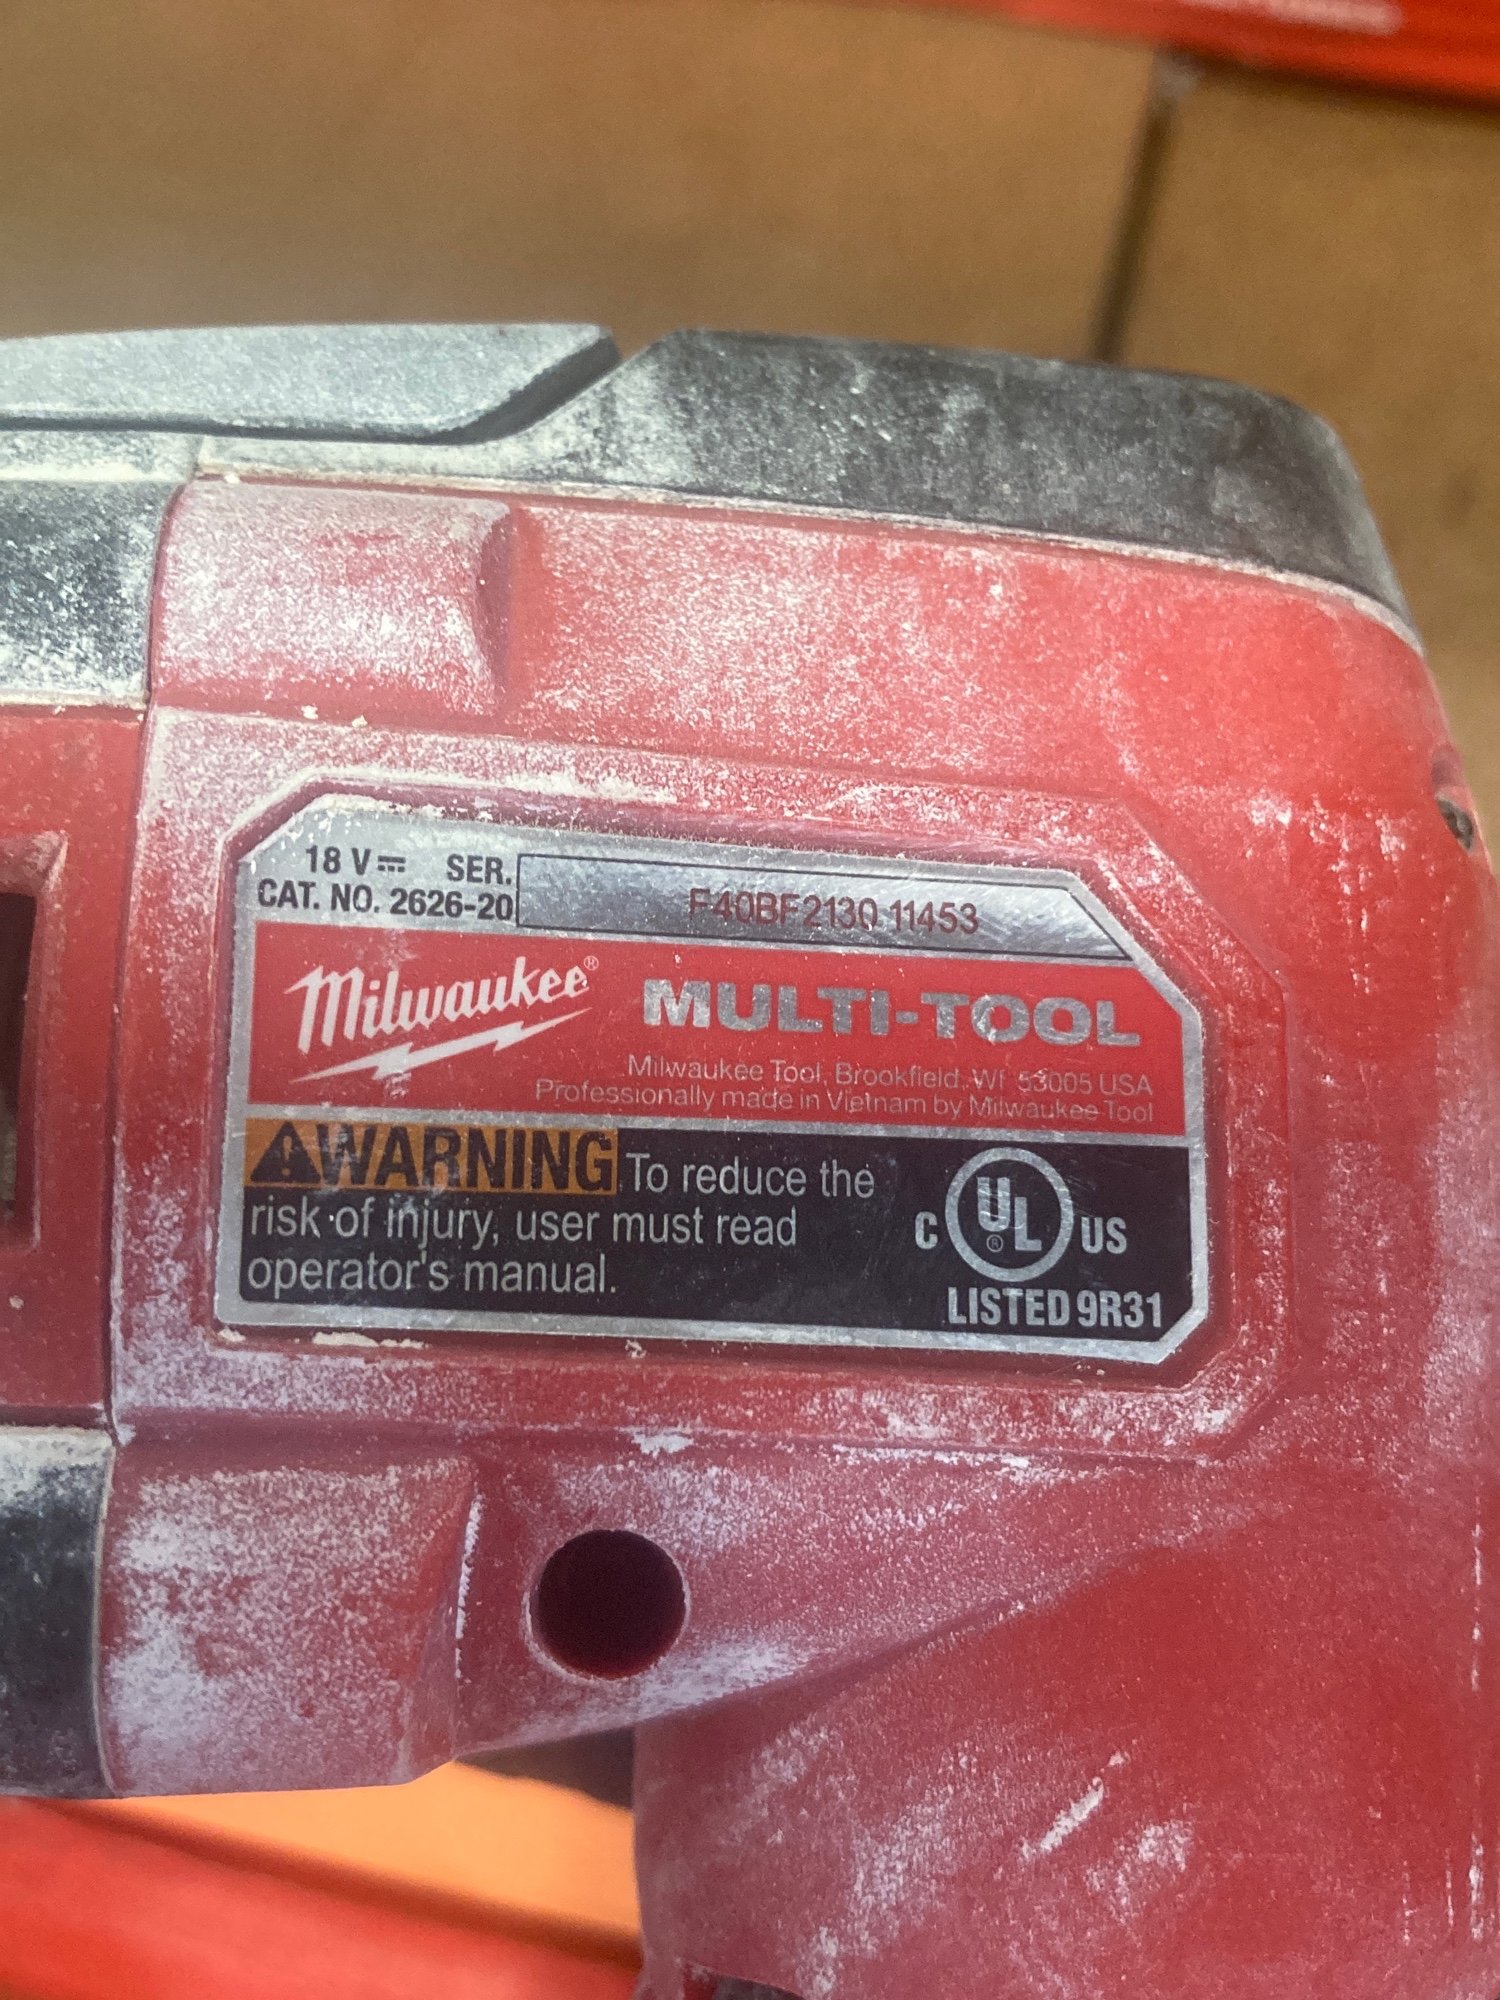 18 V⎓ SER.
CAT. NO. 2626-20
F40BF2130 11453
Milwaukee®
MULTI-TOOL
Milwaukee Tool, Brookfield, WI 53005 USA
Professionally made in Vietnam by Milwaukee Tool
⚠WARNING To reduce the
risk of injury, user must read
operator's manual.
C UL® US
LISTED 9R31